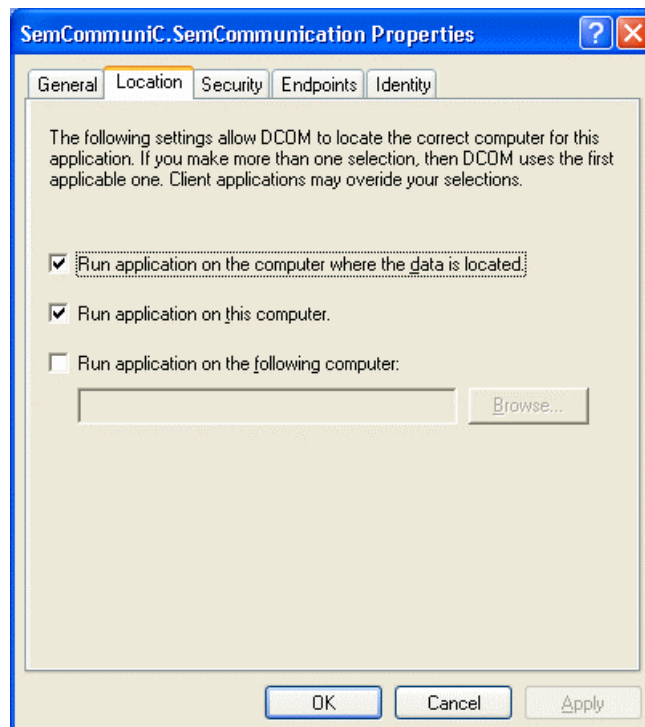 SemCommuniC.SemCommunication Properties
General Location Security Endpoints Identity
The following settings allow DCOM to locate the correct computer for this
application. If you make more than one selection, then DCOM uses the first
applicable one. Client applications may overide your selections.
Run application on the computer where the data is located.
Run application on this computer.
Run application on the following computer:
Browse...
OK Cancel Apply